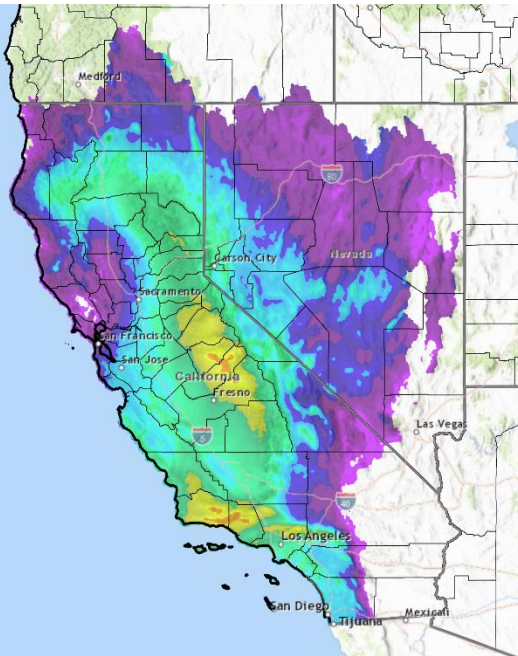 Medford
80
Carson City
Nevada
Sacramento
San Francisco
San Jose
California
Fresno
5
Las Vegas
40
Los Angeles
San Diego
Mexicali
Tijuana